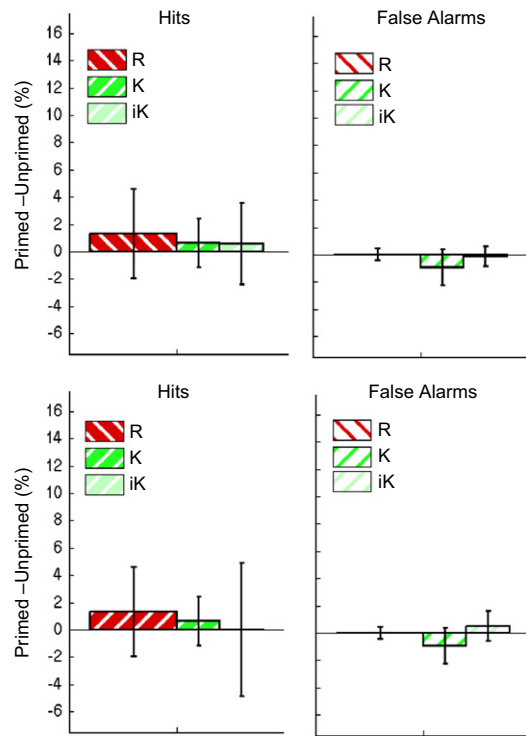 Hits
False Alarms
16
14
12
10
8
6
4
2
0
-2
-4
-6
Primed –Unprimed (%)
R
K
iK
R
K
iK
Hits
False Alarms
16
14
12
10
8
6
4
2
0
-2
-4
-6
Primed –Unprimed (%)
R
K
iK
R
K
iK